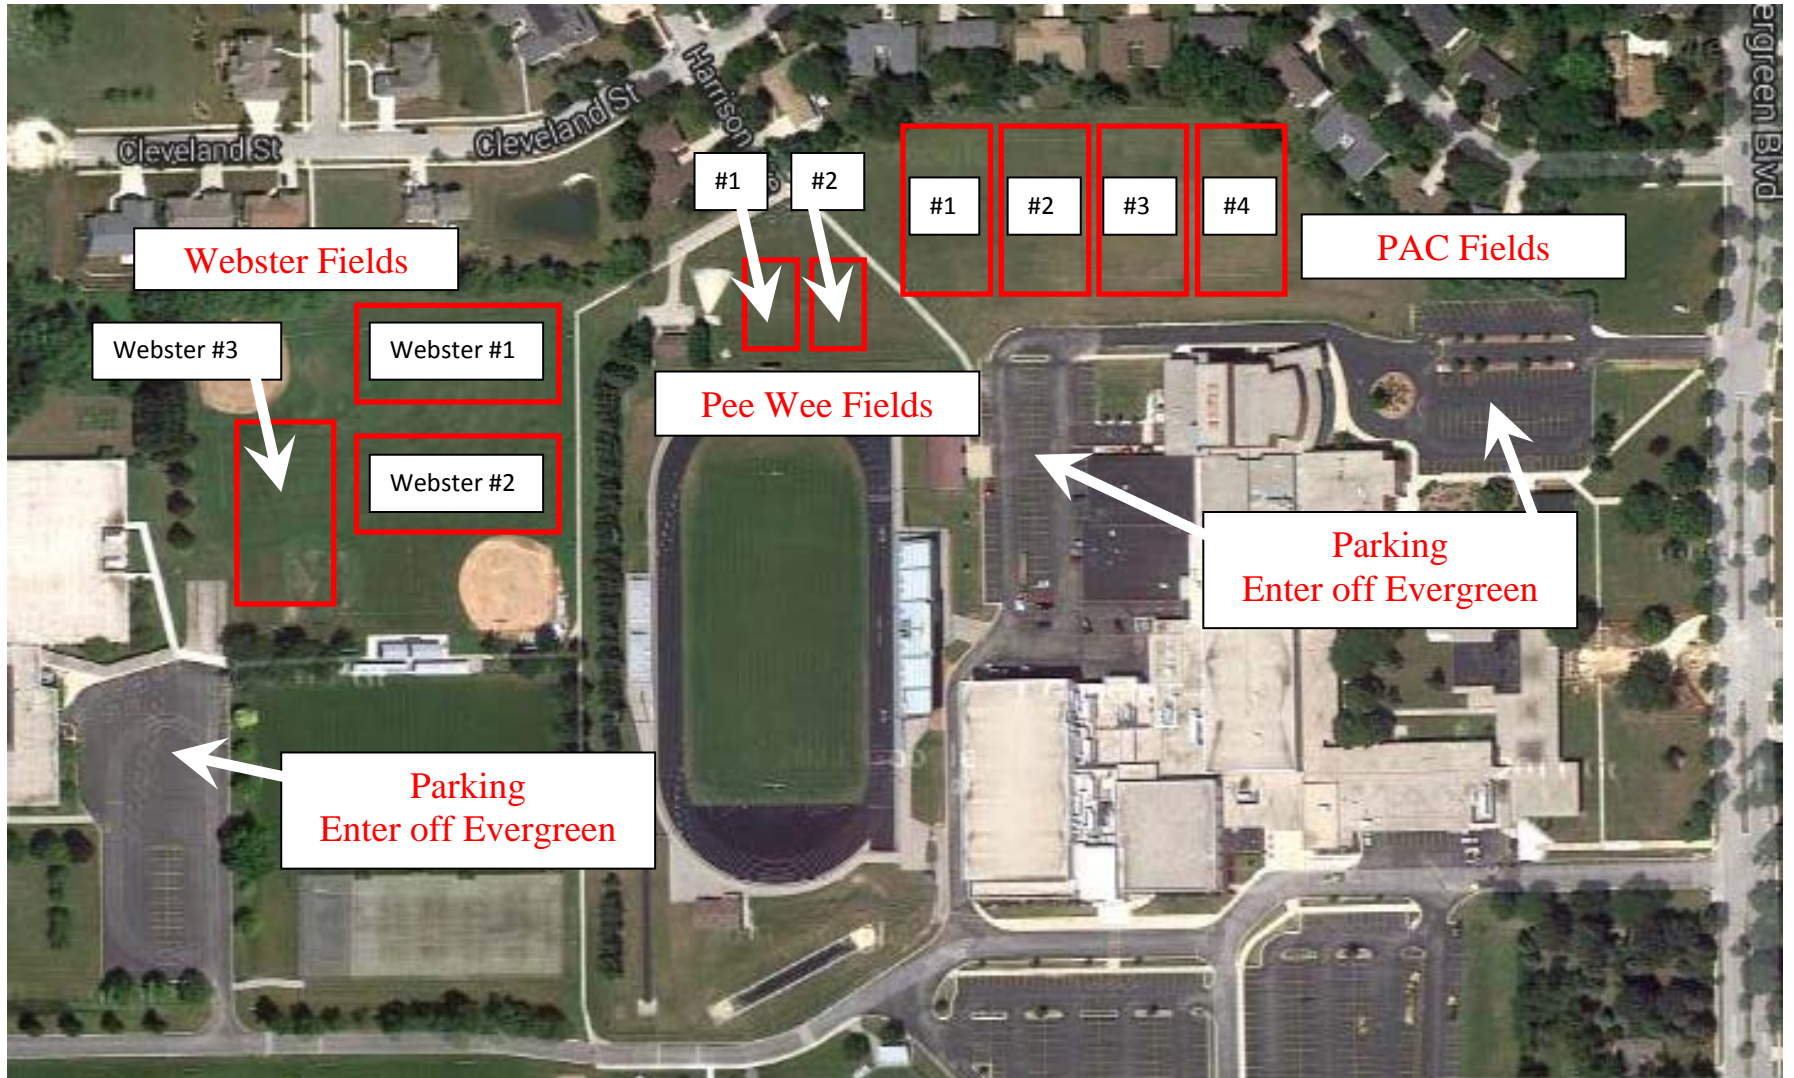 ergreen Blvd
Harrison
Cleveland St
Cleveland St
#1
#2
#1
#2
#3
#4
Webster Fields
PAC Fields
Webster #3
Webster #1
Pee Wee Fields
Webster #2
Parking
Enter off Evergreen
Parking
Enter off Evergreen